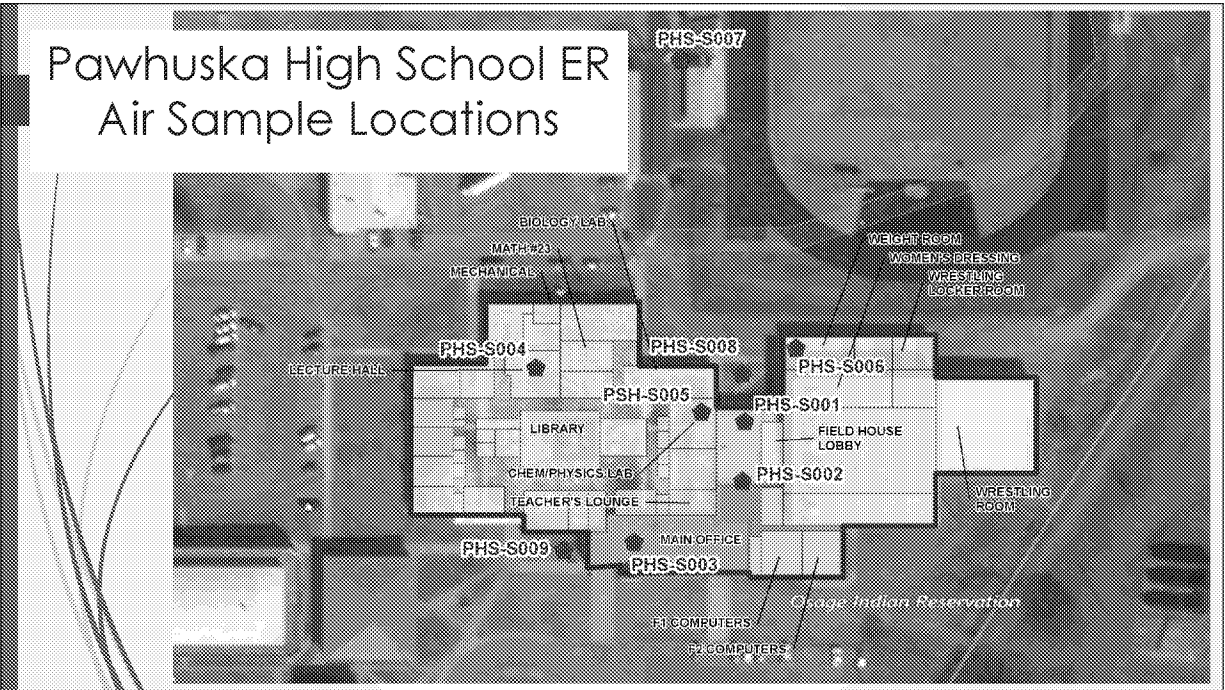 Pawhuska High School ER
Air Sample Locations
PHS-S007
BIOLOGY LAB
MATH #23
MECHANICAL
WEIGHT ROOM
WOMEN'S DRESSING
WRESTLING
LOCKER ROOM
PHS-S004
PHS-S008
LECTURE HALL
PHS-S006
PSH-S005
PHS-S001
LIBRARY
FIELD HOUSE
LOBBY
CHEM/PHYSICS LAB
PHS-S002
TEACHER'S LOUNGE
WRESTLING
ROOM
MAIN OFFICE
PHS-S009
PHS-S003
Osage Indian Reservation
F1 COMPUTERS
F2 COMPUTERS